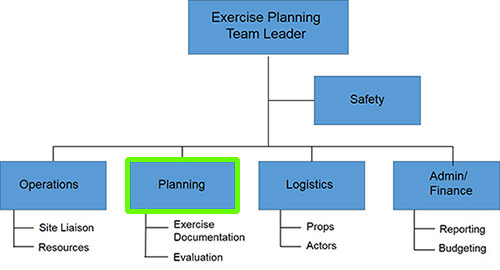 Exercise Planning
Team Leader
Safety
Operations
Planning
Logistics
Admin/
Finance
Site Liaison
Resources
Exercise
Documentation
Evaluation
Props
Actors
Reporting
Budgeting